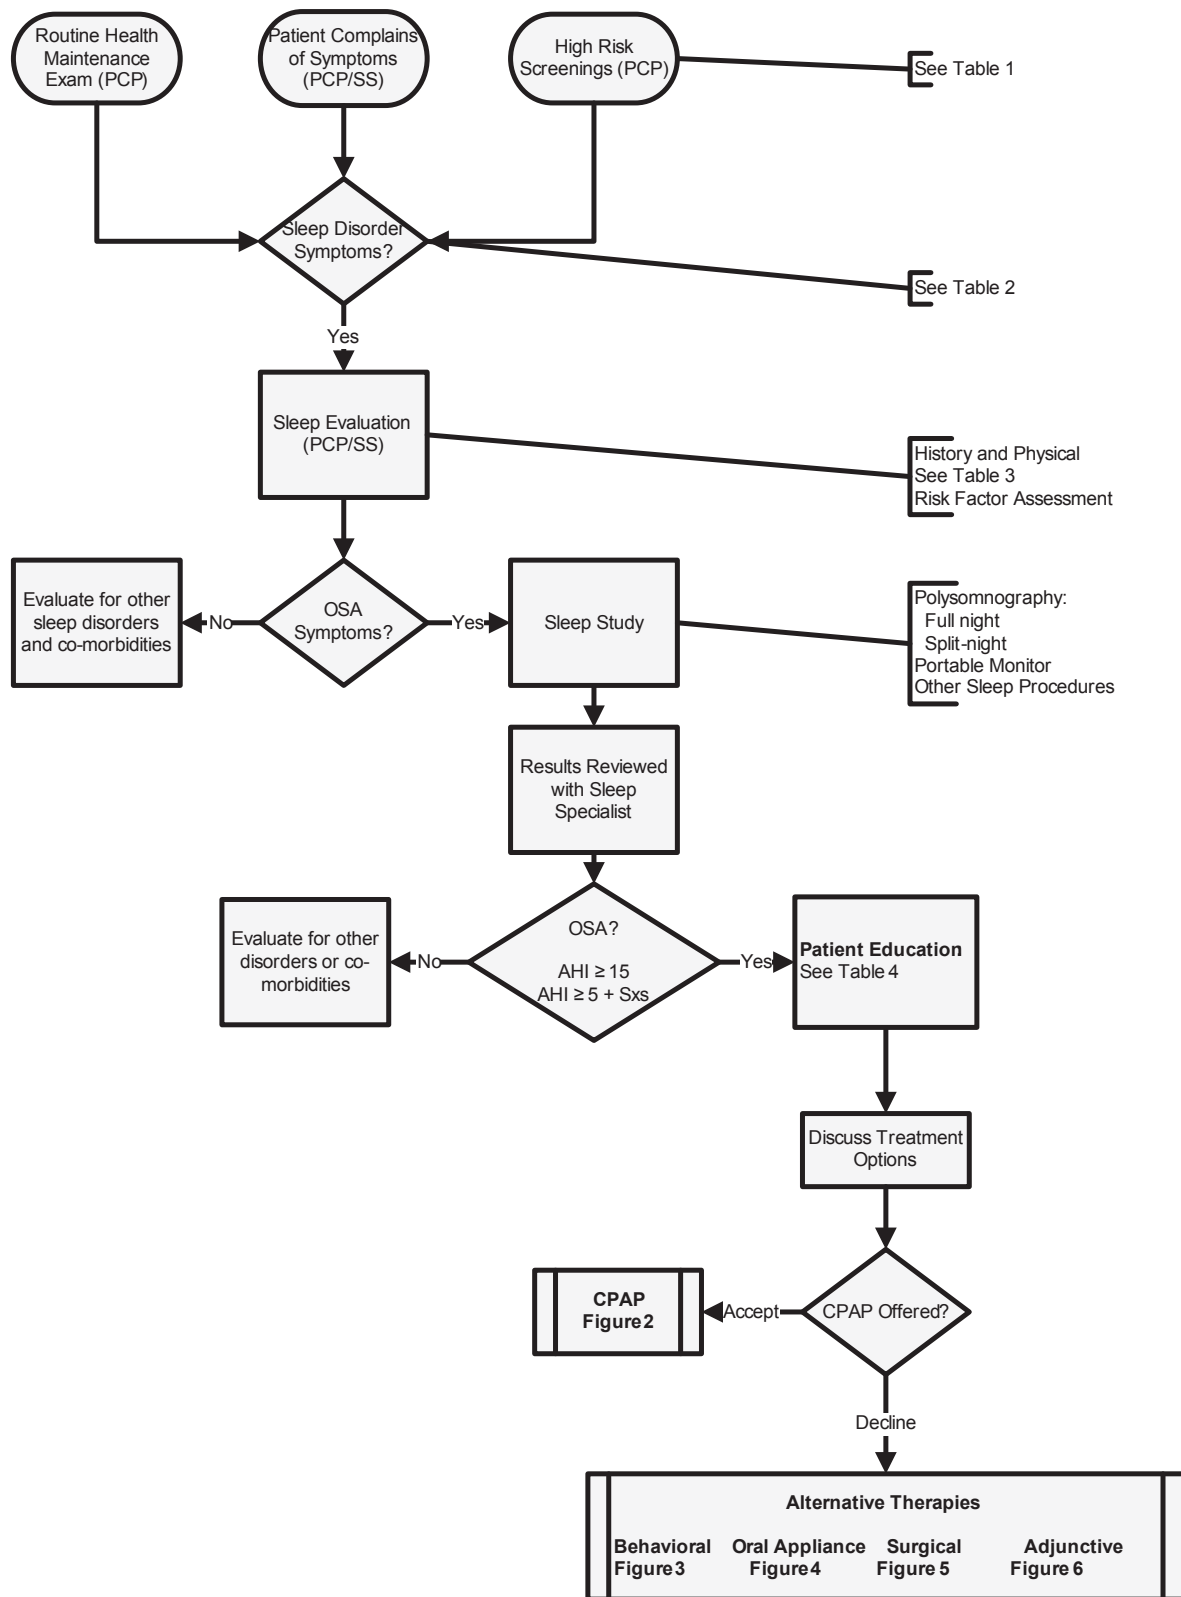 Routine Health
Maintenance
Exam (PCP)
Patient Complains
of Symptoms
(PCP/SS)
High Risk
Screenings (PCP)
See Table 1
Sleep Disorder
Symptoms?
See Table 2
Yes
Sleep Evaluation
(PCP/SS)
History and Physical
See Table 3
Risk Factor Assessment
Evaluate for other
sleep disorders
and co-morbidities
No
OSA
Symptoms?
Yes
Sleep Study
Polysomnography:
Full night
Split-night
Portable Monitor
Other Sleep Procedures
Results Reviewed
with Sleep
Specialist
Evaluate for other
disorders or co-
morbidities
No
OSA?
AHI ≥ 15
AHI ≥ 5 + Sxs
Yes
Patient Education
See Table 4
Discuss Treatment
Options
CPAP
Figure 2
Accept
CPAP Offered?
Decline
Alternative Therapies
Behavioral Oral Appliance Surgical Adjunctive
Figure 3 Figure 4 Figure 5 Figure 6